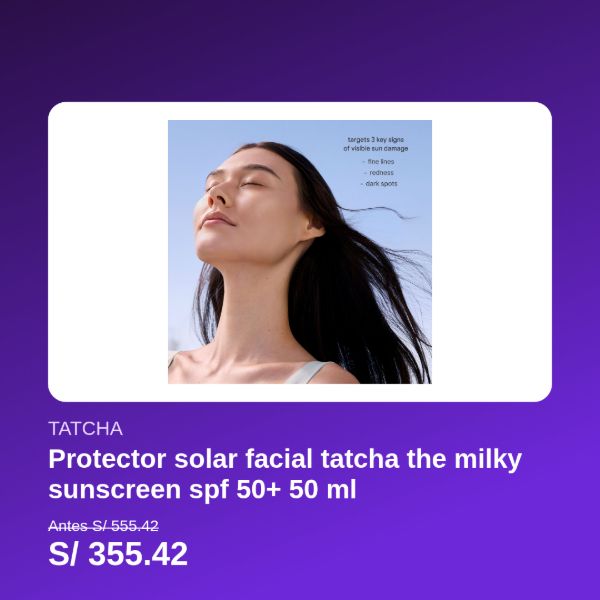 targets 3 key signs
of visible sun damage
- fine lines
- redness
- dark spots
TATCHA
Protector solar facial tatcha the milky
sunscreen spf 50+ 50 ml
Antes S/ 555.42
S/ 355.42